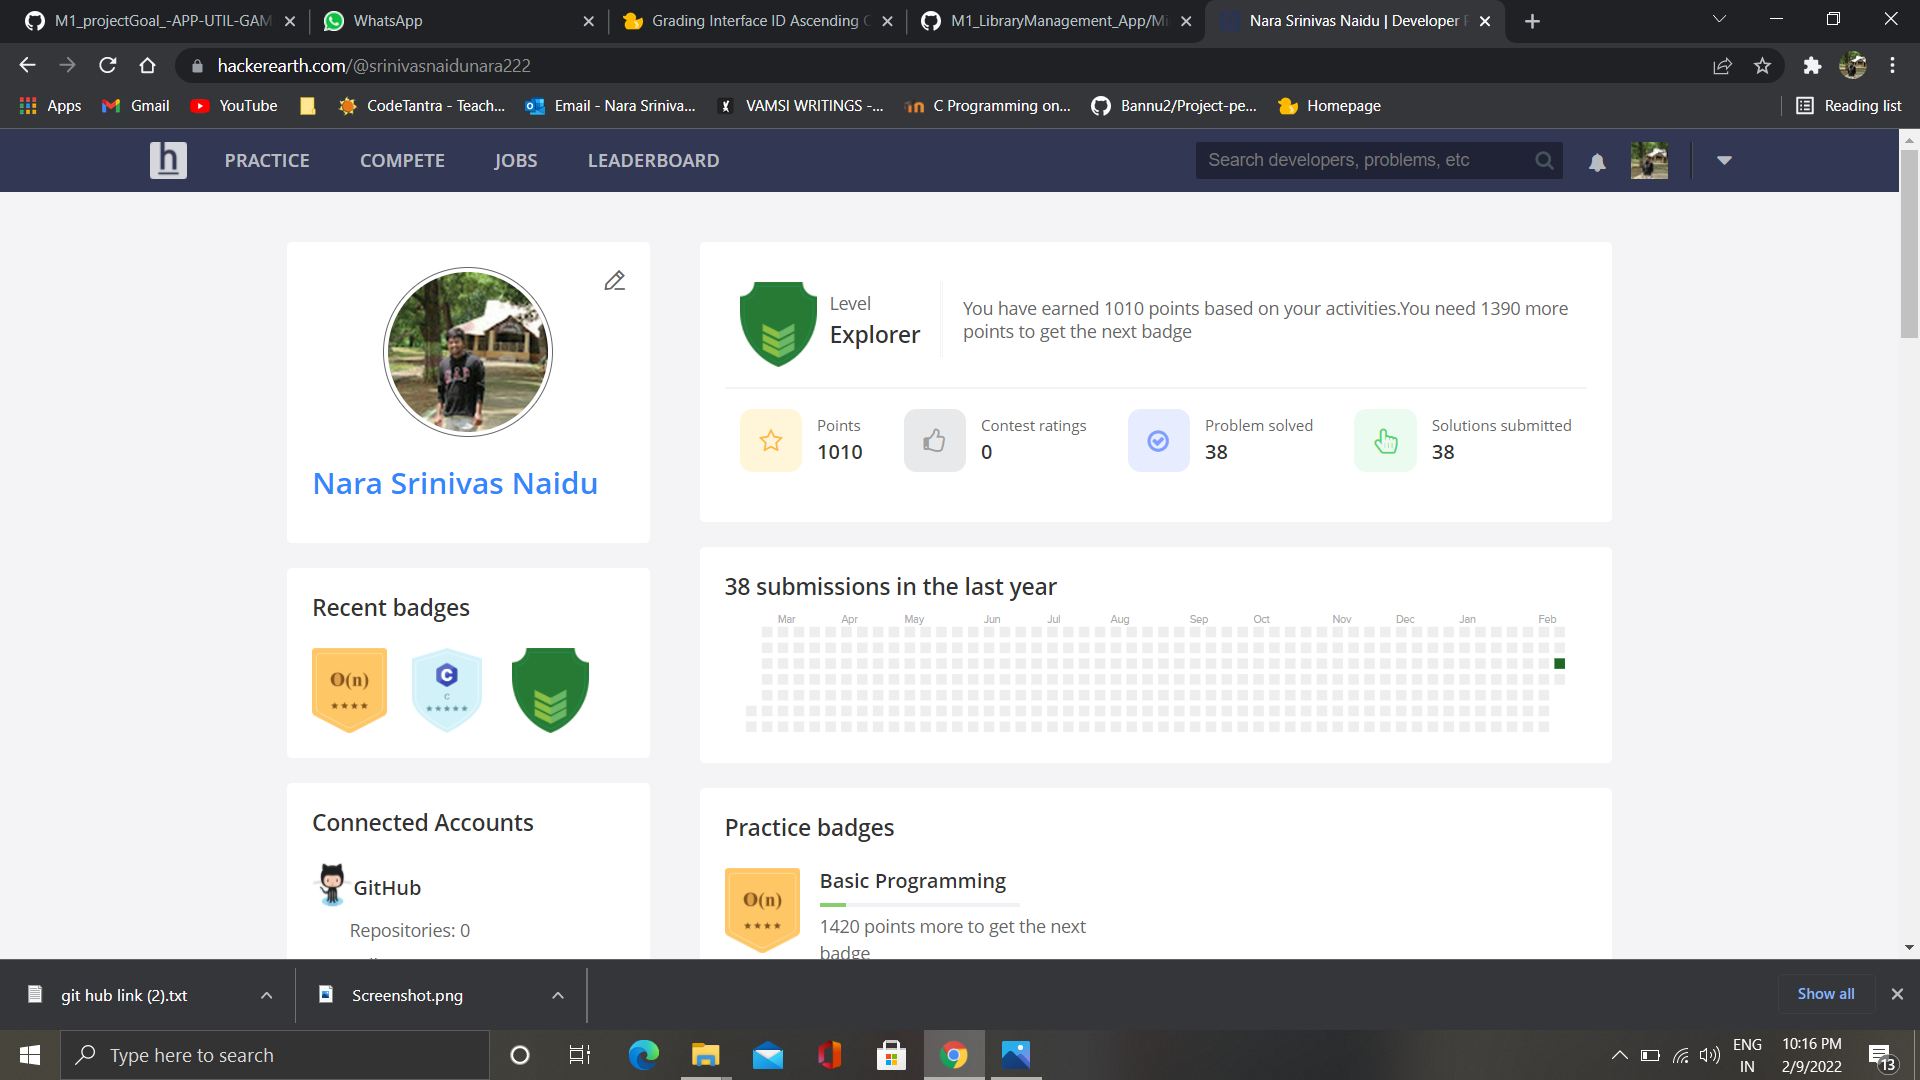 M1_projectGoal_-APP-UTIL-GAM
WhatsApp
Grading Interface ID Ascending
M1_LibraryManagement_App/Mi
Nara Srinivas Naidu | Developer
hackerearth.com/@srinivasnaidunara222
Apps
Gmail
YouTube
CodeTantra - Teach...
Email - Nara Sriniva...
VAMSI WRITINGS -...
C Programming on...
Bannu2/Project-pe...
Homepage
Reading list
h
PRACTICE
COMPETE
JOBS
LEADERBOARD
Search developers, problems, etc
Nara Srinivas Naidu
Level
Explorer
You have earned 1010 points based on your activities.You need 1390 more
points to get the next badge
Points
1010
Contest ratings
0
Problem solved
38
Solutions submitted
38
Recent badges
O(n)
C
C
38 submissions in the last year
Mar Apr May Jun Jul Aug Sep Oct Nov Dec Jan Feb
Connected Accounts
GitHub
Repositories: 0
Practice badges
O(n)
Basic Programming
1420 points more to get the next
badge
git hub link (2).txt
Screenshot.png
Show all
Type here to search
ENG
IN
10:16 PM
2/9/2022
13